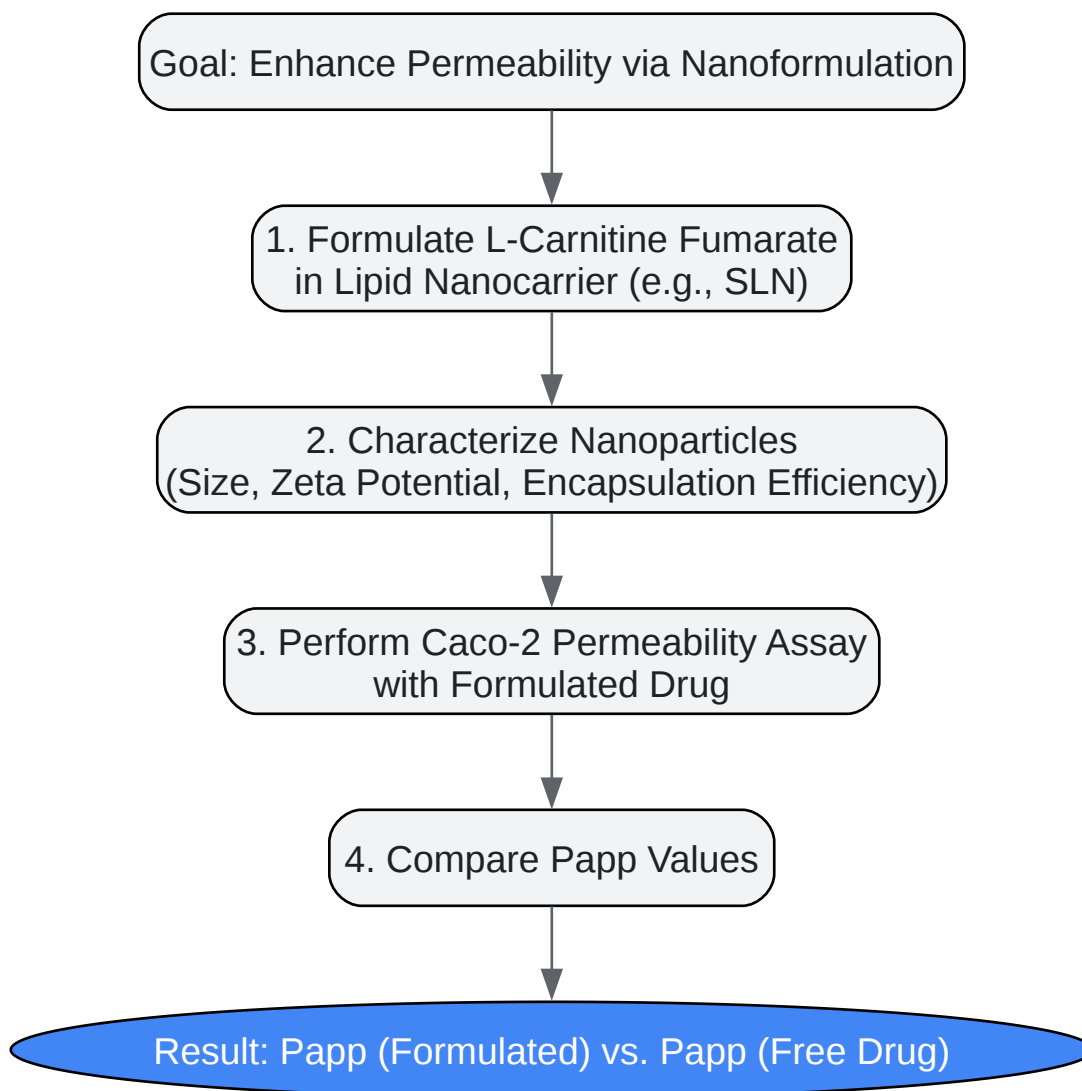 Goal: Enhance Permeability via Nanoformulation
1. Formulate L-Carnitine Fumarate
in Lipid Nanocarrier (e.g., SLN)
2. Characterize Nanoparticles
(Size, Zeta Potential, Encapsulation Efficiency)
3. Perform Caco-2 Permeability Assay
with Formulated Drug
4. Compare Papp Values
Result: Papp (Formulated) vs. Papp (Free Drug)